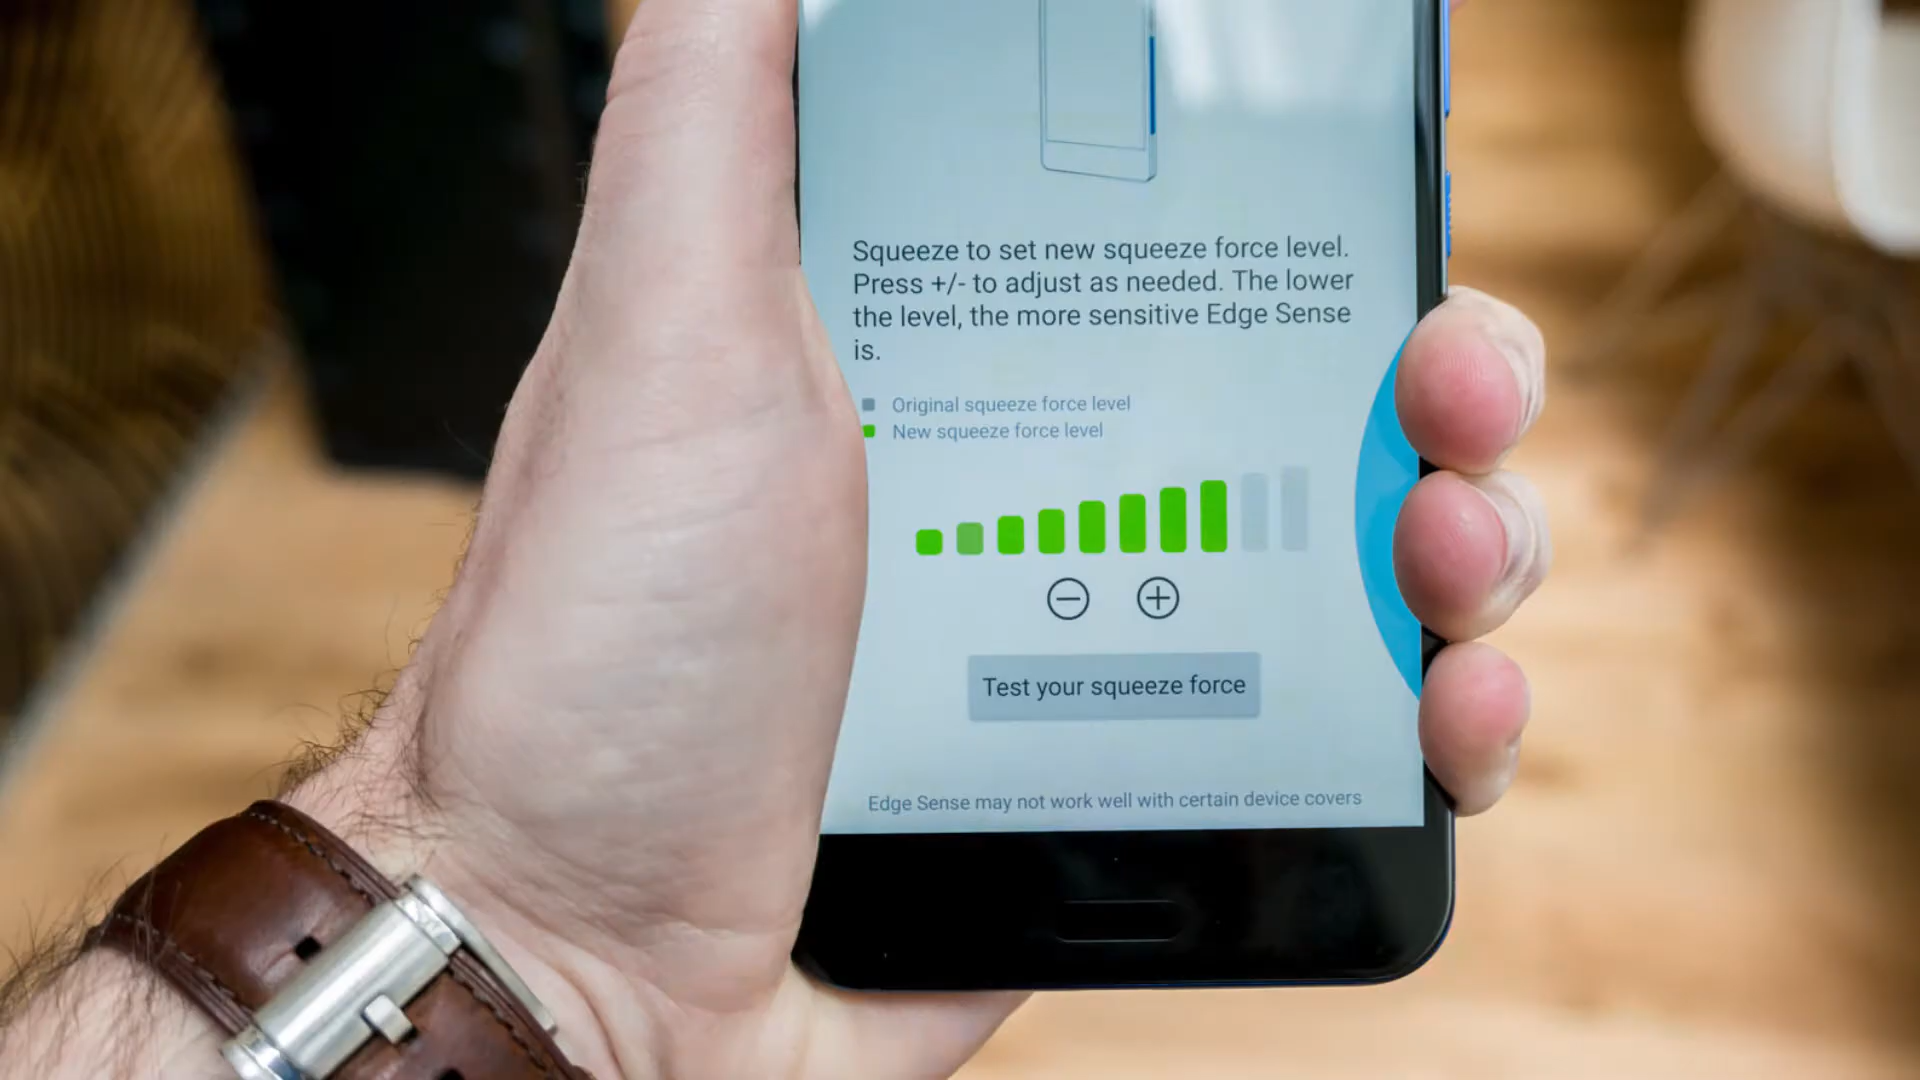 Squeeze to set new squeeze force level.
Press +/- to adjust as needed. The lower
the level, the more sensitive Edge Sense
is.
Original squeeze force level
New squeeze force level
Test your squeeze force
Edge Sense may not work well with certain device covers